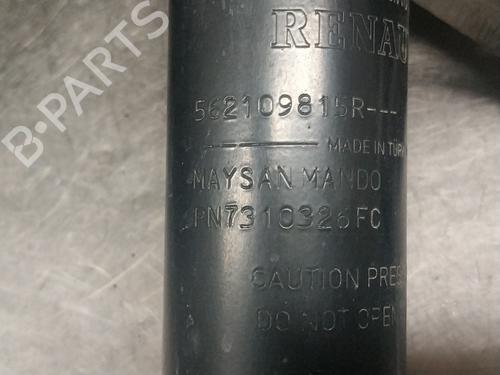 RENAU
562109815R---
MADE IN TÜRK
MAYSAN MANDO
PN7310326FC
CAUTION PRES
DO NOT OPEN
B-PARTS